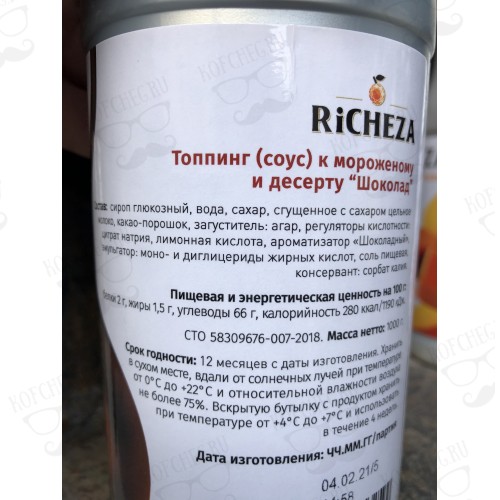 RiCHEZA
Топпинг (соус) к мороженому
и десерту "Шоколад"
Состав: сироп глюкозный, вода, сахар, сгущенное с сахаром цельное
молоко, какао-порошок, загуститель: агар, регуляторы кислотности:
цитрат натрия, лимонная кислота, ароматизатор «Шоколадный»,
эмульгатор: моно- и диглицериды жирных кислот, соль пищевая,
консервант: сорбат калия.
Пищевая и энергетическая ценность на 100 г:
белки 2 г, жиры 1,5 г, углеводы 66 г, калорийность 280 ккал/1190 кДж.
СТО 58309676-007-2018. Масса нетто: 1000 г.
Срок годности: 12 месяцев с даты изготовления. Хранить
в сухом месте, вдали от солнечных лучей при температуре
от 0°С до +22°С и относительной влажности воздуха
не более 75%. Вскрытую бутылку с продуктом хранить
при температуре от +4°С до +7°С и использовать
в течение 4 недель.
Дата изготовления: ЧЧ.ММ.ГГ/партия
04.02.21/5
KOFCHEG.RU